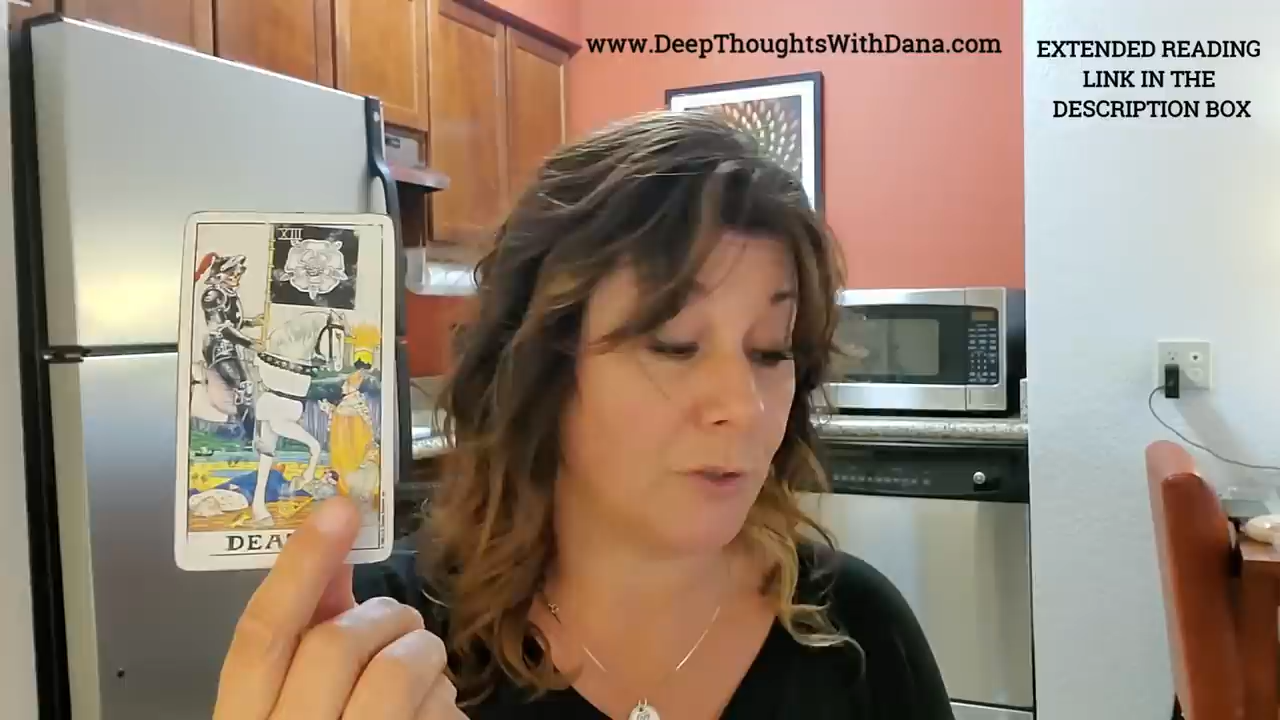 www.DeepThoughtsWithDana.com
EXTENDED READING
LINK IN THE
DESCRIPTION BOX
XIII